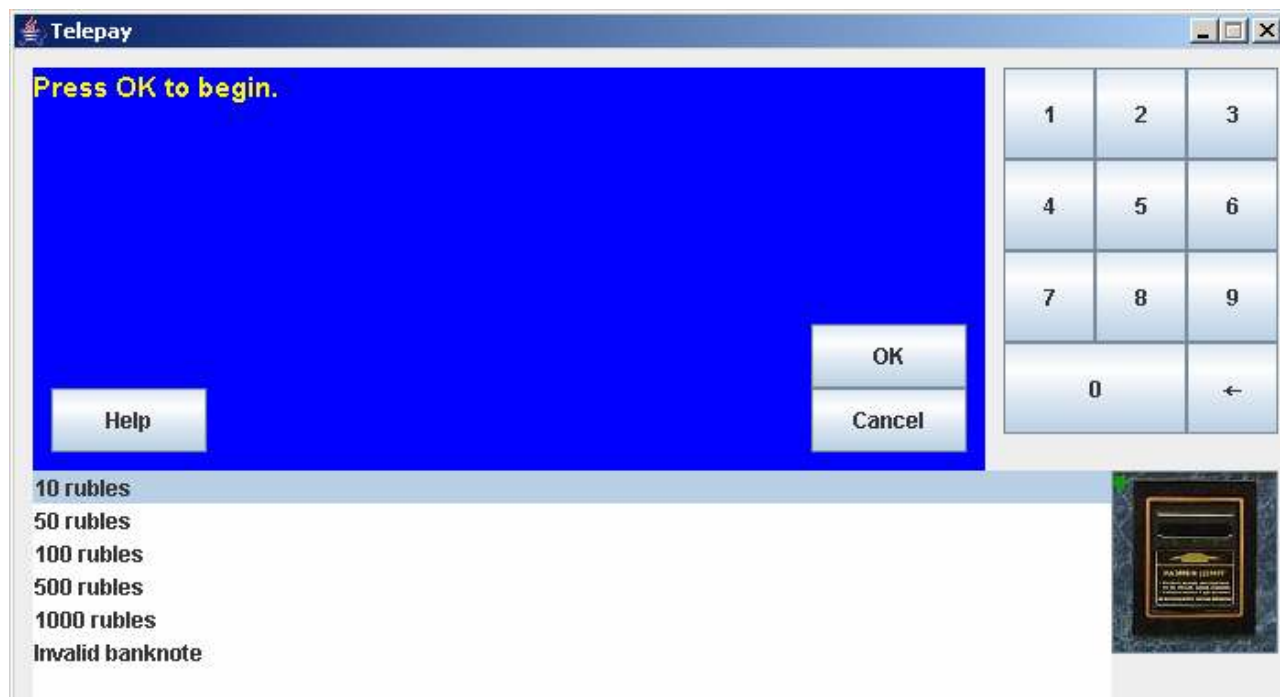 Telepay
Press OK to begin.
1 2 3
4 5 6
7 8 9
0 ←
OK
Cancel
Help
10 rubles
50 rubles
100 rubles
500 rubles
1000 rubles
Invalid banknote